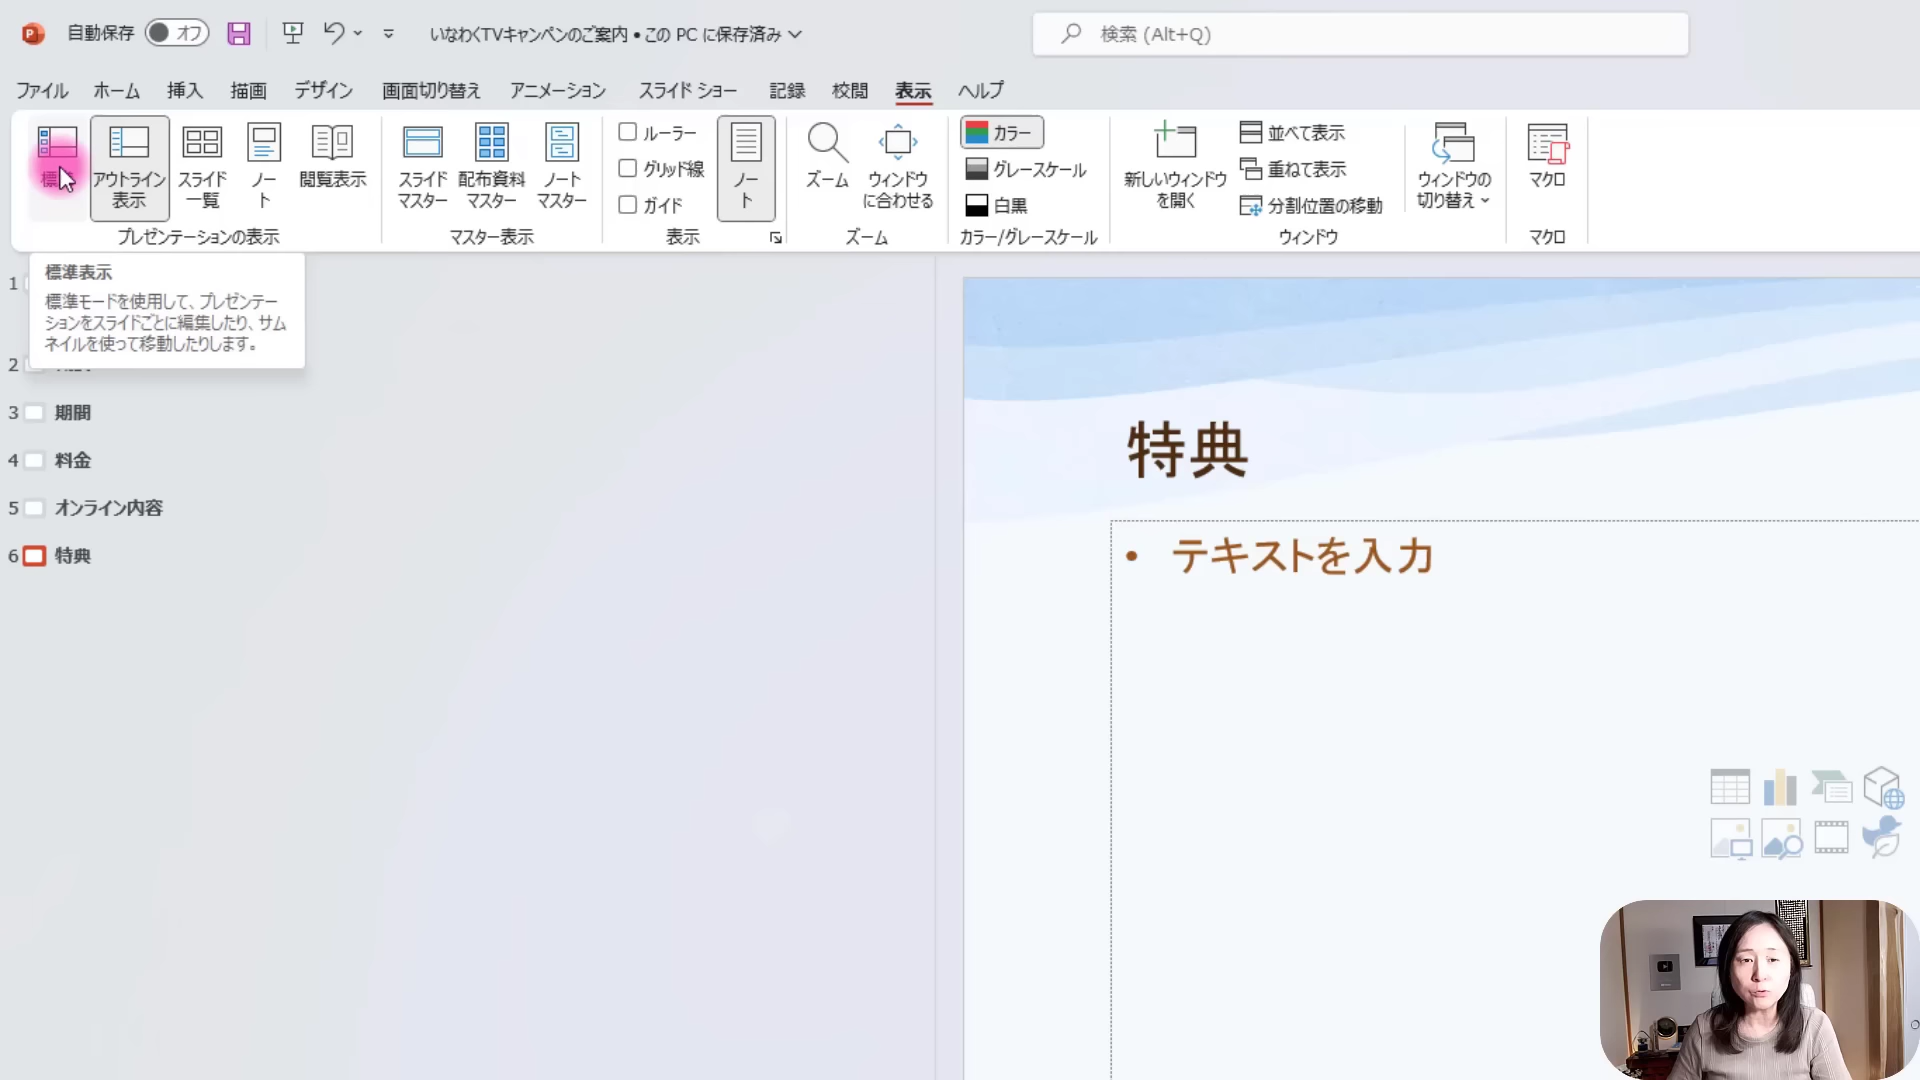 自動保存 オフ いなわくTVキャンペンのご案内 • この PC に保存済み 検索 (Alt+Q)
ファイル ホーム 挿入 描画 デザイン 画面切り替え アニメーション スライド ショー 記録 校閲 表示 ヘルプ
標準
アウトライン
表示
スライド
一覧
ノー
ト
閲覧表示
プレゼンテーションの表示
スライド
マスター
配布資料
マスター
ノート
マスター
マスター表示
ルーラー
グリッド線
ガイド
ノー
ト
表示
ズーム
ウィンドウ
に合わせる
ズーム
カラー
グレースケール
白黒
カラー/グレースケール
新しいウィンドウ
を開く
並べて表示
重ねて表示
分割位置の移動
ウィンドウの
切り替え
ウィンドウ
マクロ
マクロ
標準表示
標準モードを使用して、プレゼンテー
ションをスライドごとに編集したり、サム
ネイルを使って移動したりします。
1
2
3 期間
4 料金
5 オンライン内容
6 特典
特典
• テキストを入力